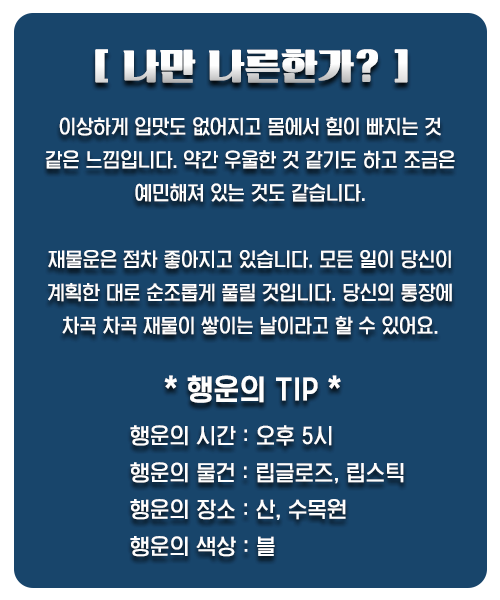 [ 나만 나른한가? ]
이상하게 입맛도 없어지고 몸에서 힘이 빠지는 것
같은 느낌입니다. 약간 우울한 것 같기도 하고 조금은
예민해져 있는 것도 같습니다.
재물운은 점차 좋아지고 있습니다. 모든 일이 당신이
계획한 대로 순조롭게 풀릴 것입니다. 당신의 통장에
차곡 차곡 재물이 쌓이는 날이라고 할 수 있어요.
* 행운의 TIP *
행운의 시간 : 오후 5시
행운의 물건 : 립글로즈, 립스틱
행운의 장소 : 산, 수목원
행운의 색상 : 블